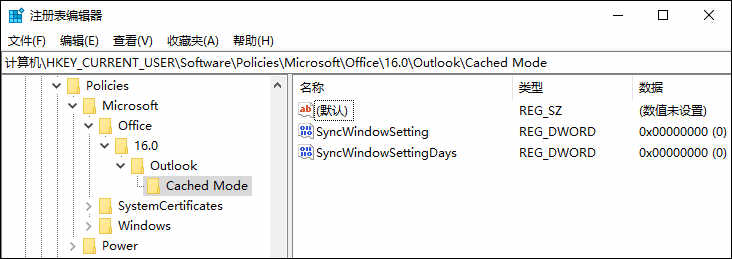 注册表编辑器
文件(F) 编辑(E) 查看(V) 收藏夹(A) 帮助(H)
计算机\HKEY_CURRENT_USER\Software\Policies\Microsoft\Office\16.0\Outlook\Cached Mode
Policies
Microsoft
Office
16.0
Outlook
Cached Mode
SystemCertificates
Windows
Power
名称 类型 数据
ab (默认) REG_SZ (数值未设置)
SyncWindowSetting REG_DWORD 0x00000000 (0)
SyncWindowSettingDays REG_DWORD 0x00000000 (0)